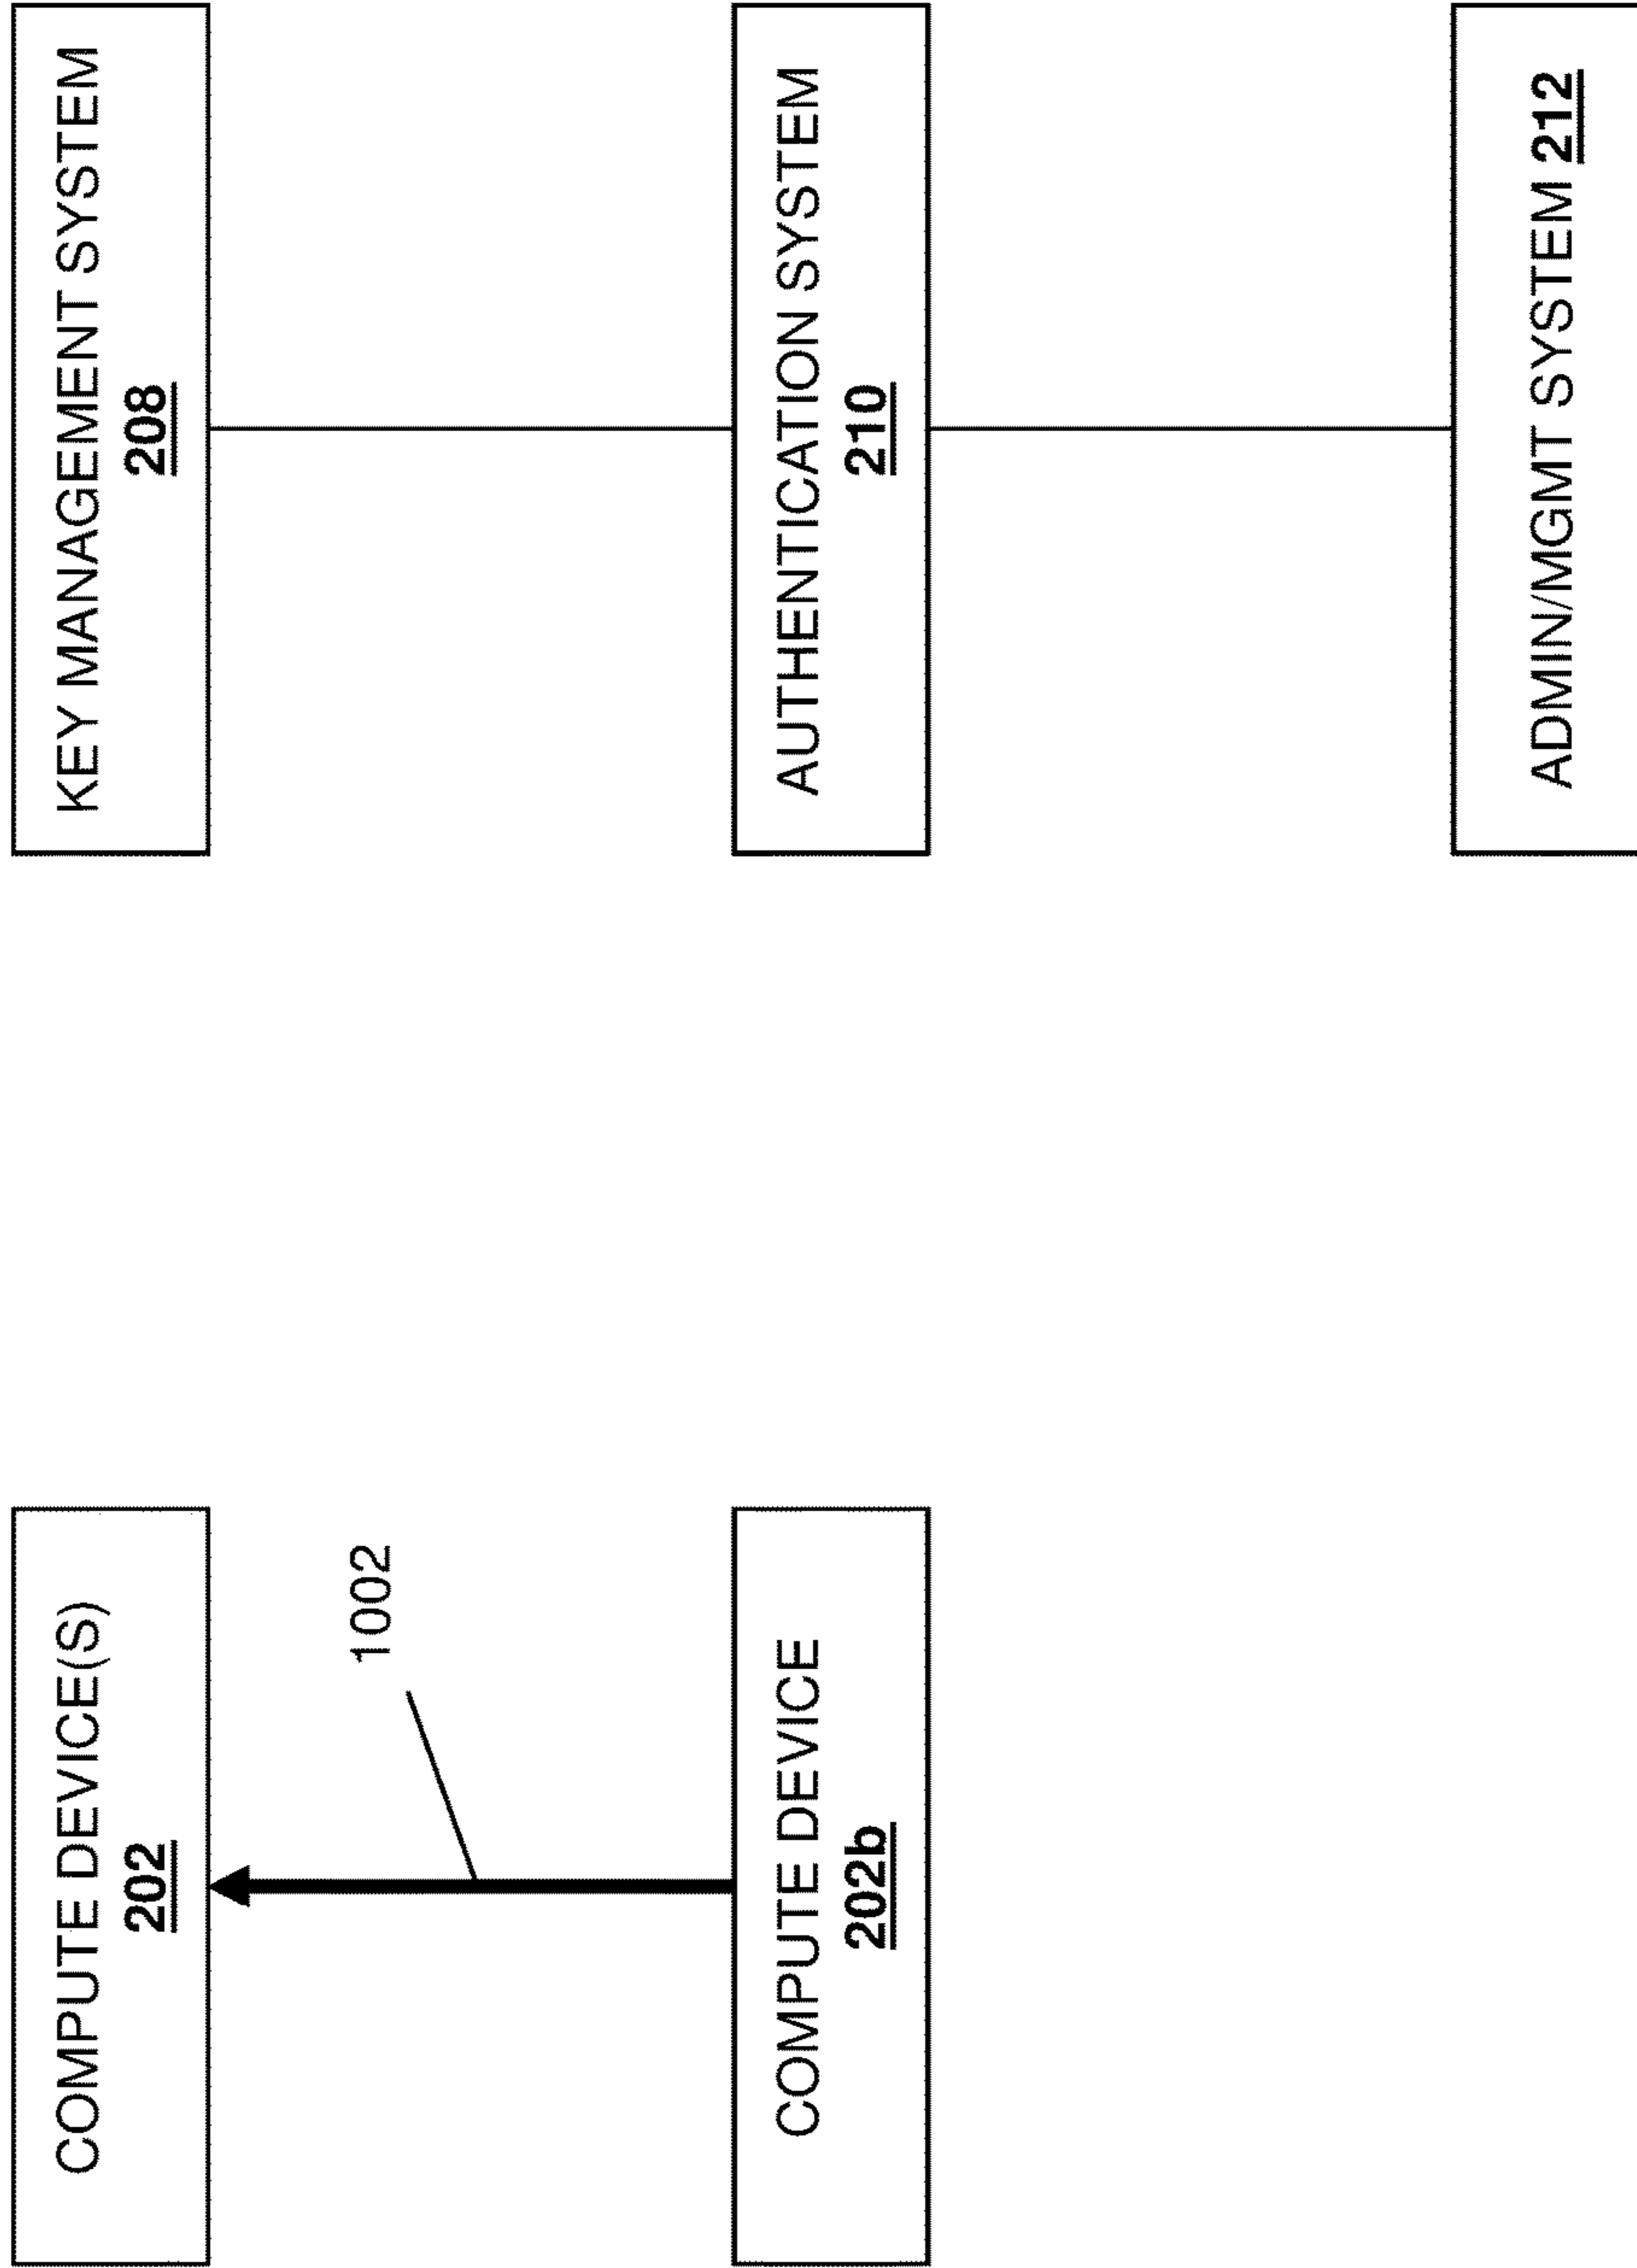 COMPUTE DEVICE(S)
202
KEY MANAGEMENT SYSTEM
208
1002
COMPUTE DEVICE
202b
AUTHENTICATION SYSTEM
210
ADMIN/MGMT SYSTEM 212